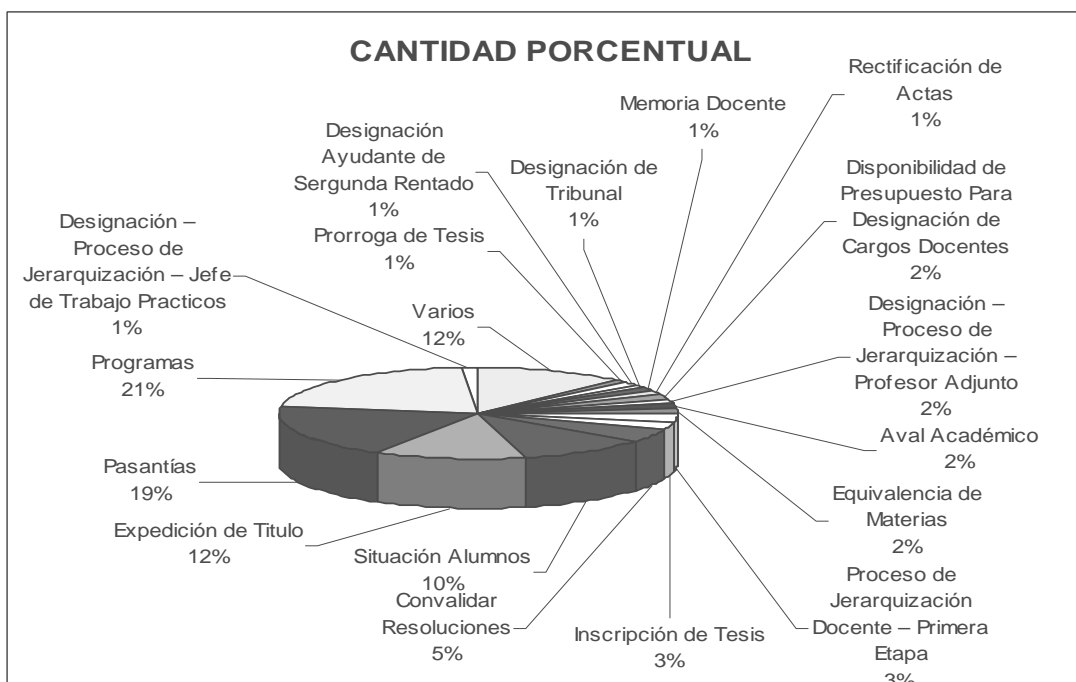 CANTIDAD PORCENTUAL
Rectificación de
Actas
1%
Memoria Docente
1%
Designación
Ayudante de
Sergunda Rentado
1%
Designación de
Tribunal
1%
Disponibilidad de
Presupuesto Para
Designación de
Cargos Docentes
2%
Designación –
Proceso de
Jerarquización – Jefe
de Trabajo Practicos
1%
Prorroga de Tesis
1%
Varios
12%
Designación –
Proceso de
Jerarquización –
Profesor Adjunto
2%
Programas
21%
Aval Académico
2%
Pasantías
19%
Equivalencia de
Materias
2%
Expedición de Titulo
12%
Situación Alumnos
10%
Convalidar
Resoluciones
5%
Inscripción de Tesis
3%
Proceso de
Jerarquización
Docente – Primera
Etapa
3%